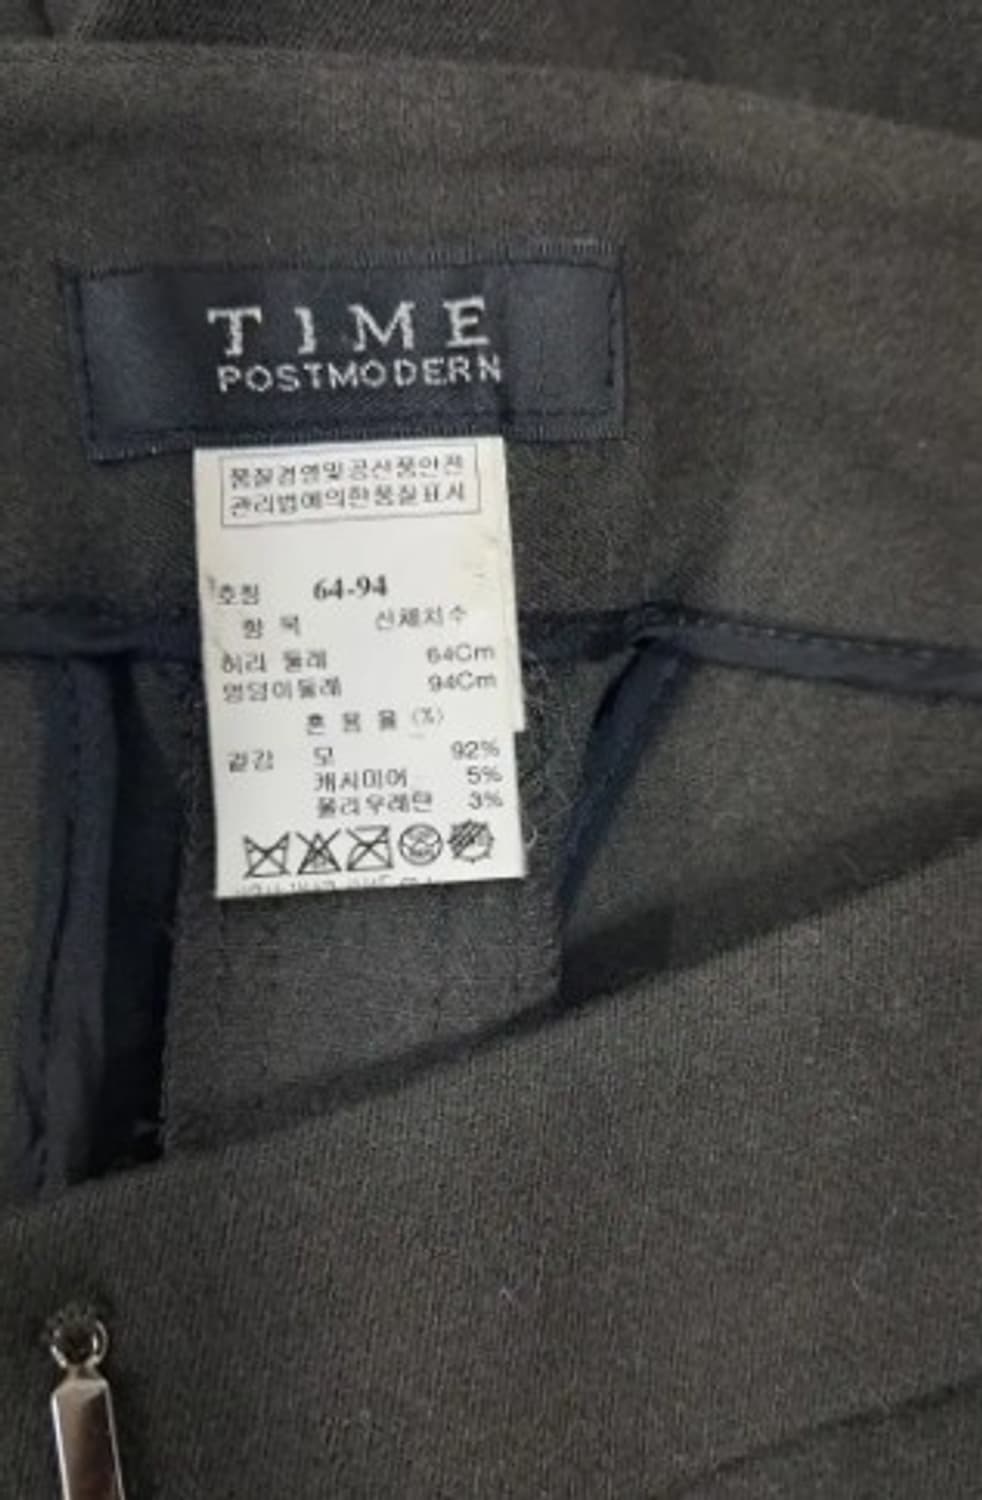 TIME
POSTMODERN
품질경영및공산품안전
관리법에의한품질표시
호칭 64-94
항 목 신체치수
허리 둘레 64Cm
엉덩이둘레 94Cm
혼 용 율 (%)
겉감 모 92%
캐시미어 5%
폴리우레탄 3%